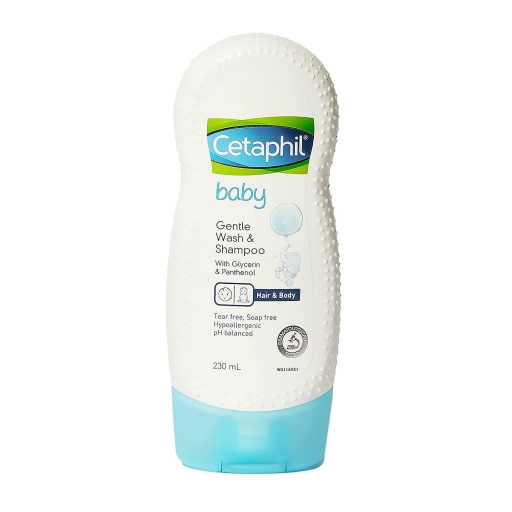 Cetaphil®
baby
Gentle
Wash &
Shampoo
With Glycerin
& Panthenol
Hair & Body
Tear free, Soap free
Hypoallergenic
pH balanced
230 mL